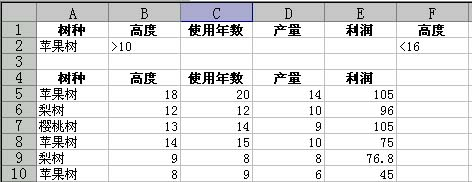 A B C D E F
1 树种 高度 使用年数 产量 利润 高度
2 苹果树 >10 <16
3
4 树种 高度 使用年数 产量 利润
5 苹果树 18 20 14 105
6 梨树 12 12 10 96
7 樱桃树 13 14 9 105
8 苹果树 14 15 10 75
9 梨树 9 8 8 76.8
10 苹果树 8 9 6 45